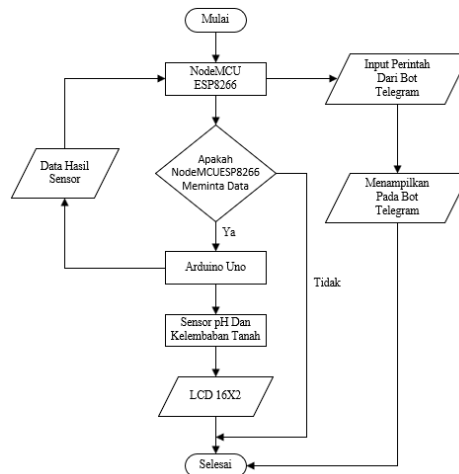 Mulai
NodeMCU
ESP8266
Input Perintah
Dari Bot
Telegram
Data Hasil
Sensor
Apakah
NodeMCUESP8266
Meminta Data
Menampilkan
Pada Bot
Telegram
Ya
Arduino Uno
Tidak
Sensor pH Dan
Kelembaban Tanah
LCD 16X2
Selesai